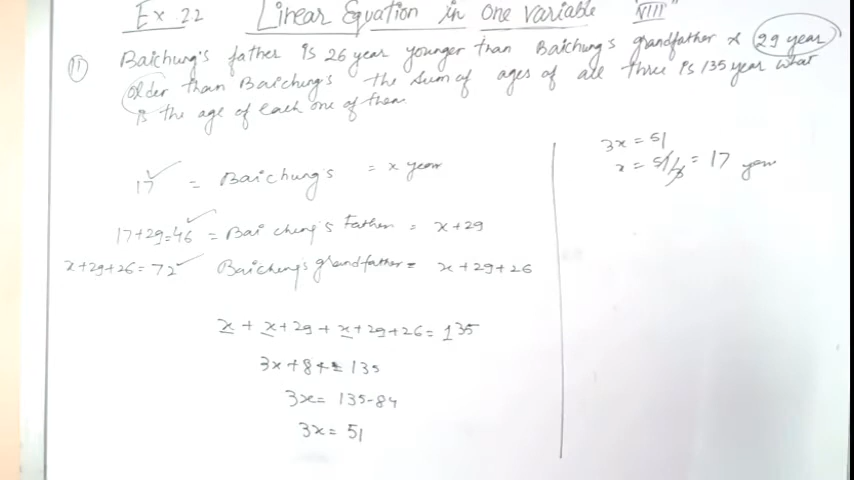 Ex 22 Linear Equation in one variable "VIII"
11 Baichung's father is 26 year younger than Baichung's grandfather & 29 year
older than Baichung's the sum of ages of all three is 135 year what
is the age of each one of them
17 = Baichung's = x year
17+29=46 = Baichung's Father = x+29
x+29+26=72 Baichung's grandfather = x+29+26
x + x+29 + x+29+26=135
3x+84=135
3x= 135-84
3x= 51
3x = 51
x = 51/3 = 17 year